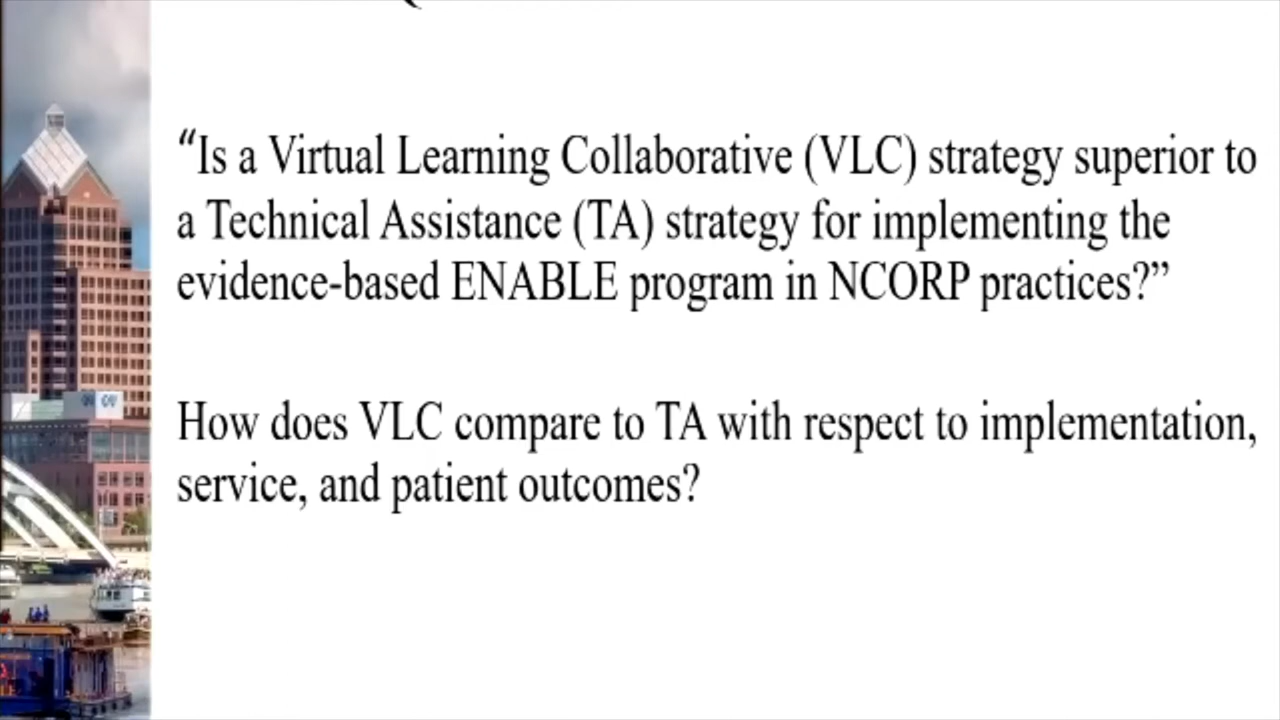 “Is a Virtual Learning Collaborative (VLC) strategy superior to
a Technical Assistance (TA) strategy for implementing the
evidence-based ENABLE program in NCORP practices?”
How does VLC compare to TA with respect to implementation,
service, and patient outcomes?